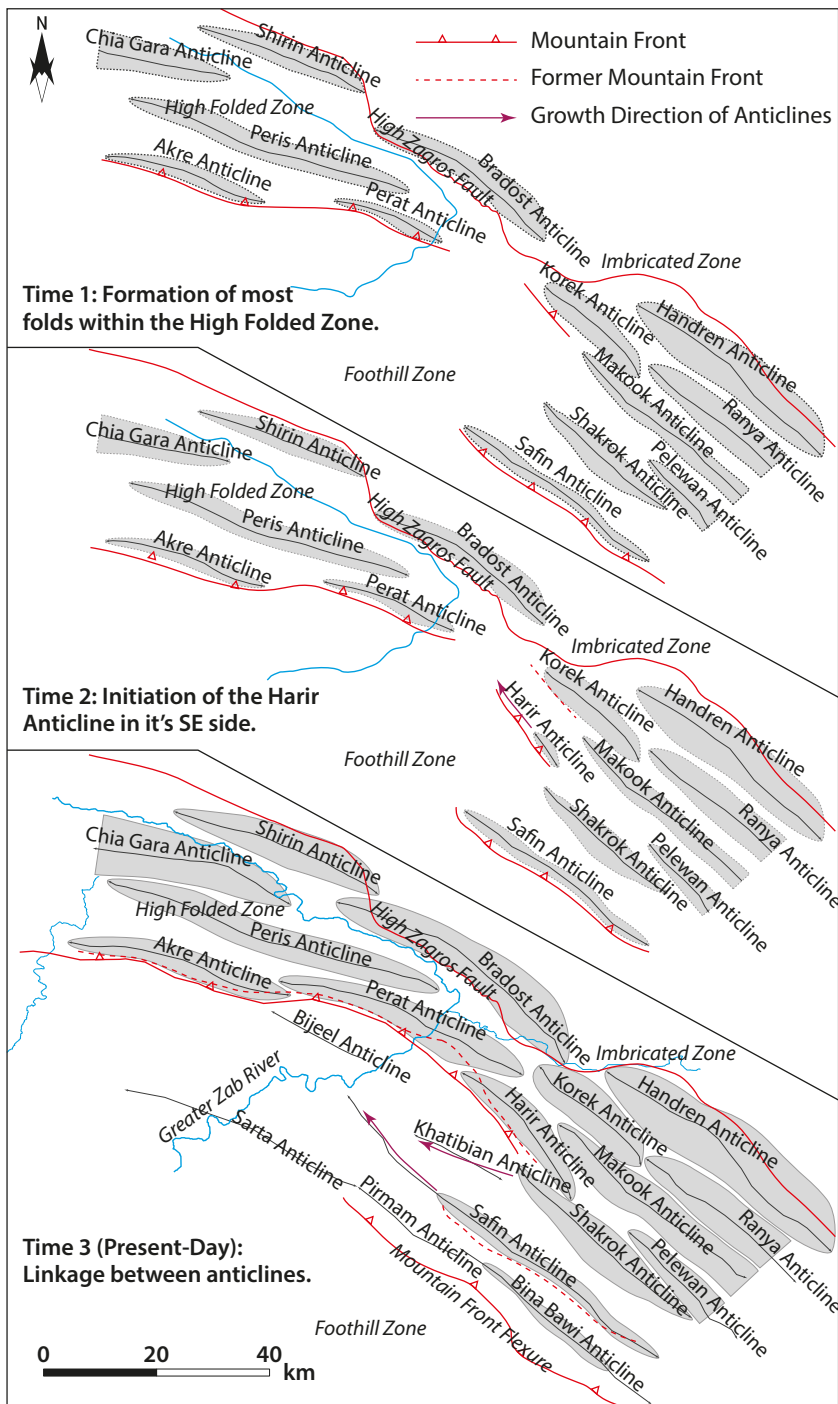 N
Mountain Front
Former Mountain Front
Growth Direction of Anticlines
Chia Gara Anticline
Shirin Anticline
High Folded Zone
Peris Anticline
High Zagros Fault
Bradost Anticline
Akre Anticline
Perat Anticline
Imbricated Zone
Korek Anticline
Handren Anticline
Time 1: Formation of most
folds within the High Folded Zone.
Foothill Zone
Makook Anticline
Ranya Anticline
Shakrok Anticline
Pelewan Anticline
Safin Anticline
Chia Gara Anticline
Shirin Anticline
High Folded Zone
Peris Anticline
High Zagros Fault
Bradost Anticline
Akre Anticline
Perat Anticline
Imbricated Zone
Korek Anticline
Handren Anticline
Harir Anticline
Time 2: Initiation of the Harir
Anticline in it's SE side.
Foothill Zone
Makook Anticline
Ranya Anticline
Shakrok Anticline
Pelewan Anticline
Safin Anticline
Chia Gara Anticline
Shirin Anticline
High Folded Zone
Peris Anticline
High Zagros Fault
Bradost Anticline
Akre Anticline
Perat Anticline
Bijeel Anticline
Imbricated Zone
Korek Anticline
Handren Anticline
Harir Anticline
Greater Zab River
Khatibian Anticline
Sarta Anticline
Makook Anticline
Ranya Anticline
Pirmam Anticline
Safin Anticline
Shakrok Anticline
Pelewan Anticline
Time 3 (Present-Day):
Linkage between anticlines.
Mountain Front Flexure
Bina Bawi Anticline
Foothill Zone
0 20 40
km